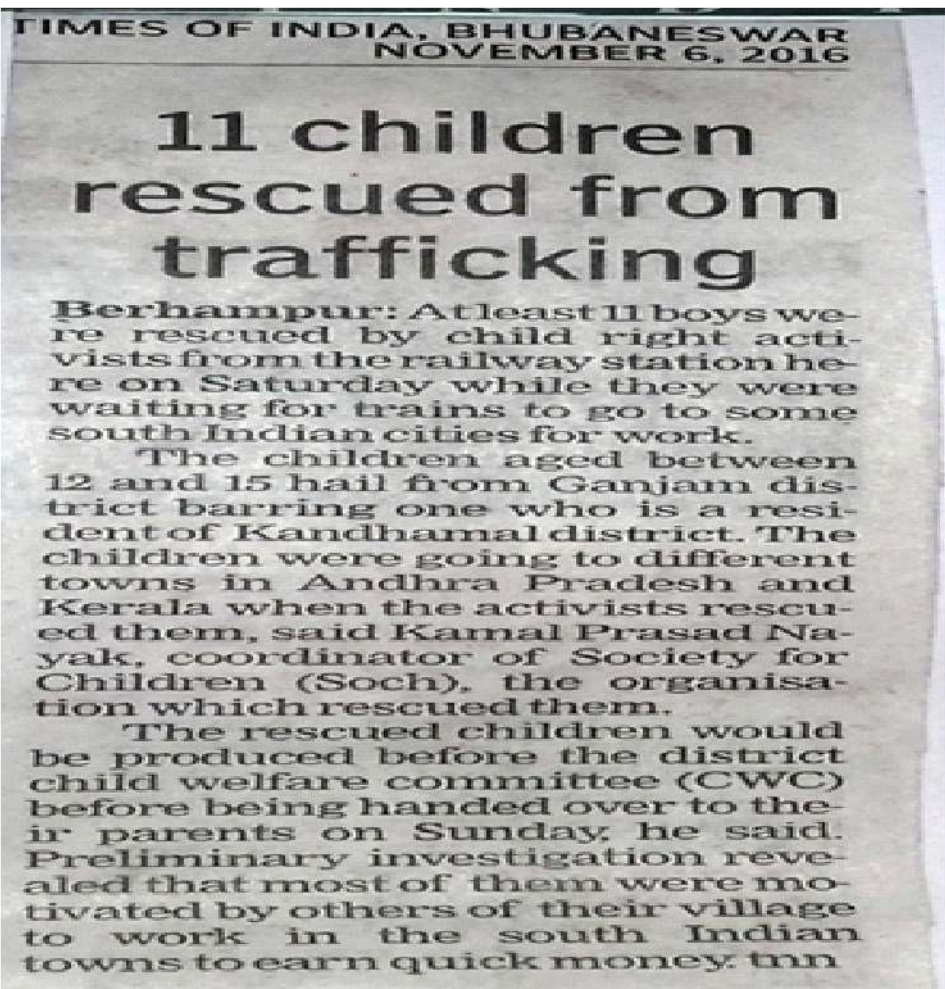 TIMES OF INDIA, BHUBANESWAR
NOVEMBER 6, 2016
11 children
rescued from
trafficking
Berhampur: At least 11 boys we-
re rescued by child right acti-
vists from the railway station he-
re on Saturday while they were
waiting for trains to go to some
south Indian cities for work.
The children aged between
12 and 15 hail from Ganjam dis-
trict barring one who is a resi-
dent of Kandhamal district. The
children were going to different
towns in Andhra Pradesh and
Kerala when the activists rescu-
ed them, said Kamal Prasad Na-
yak, coordinator of Society for
Children (Soch), the organisa-
tion which rescued them.
The rescued children would
be produced before the district
child welfare committee (CWC)
before being handed over to the-
ir parents on Sunday, he said.
Preliminary investigation reve-
aled that most of them were mo-
tivated by others of their village
to work in the south Indian
towns to earn quick money. tnn